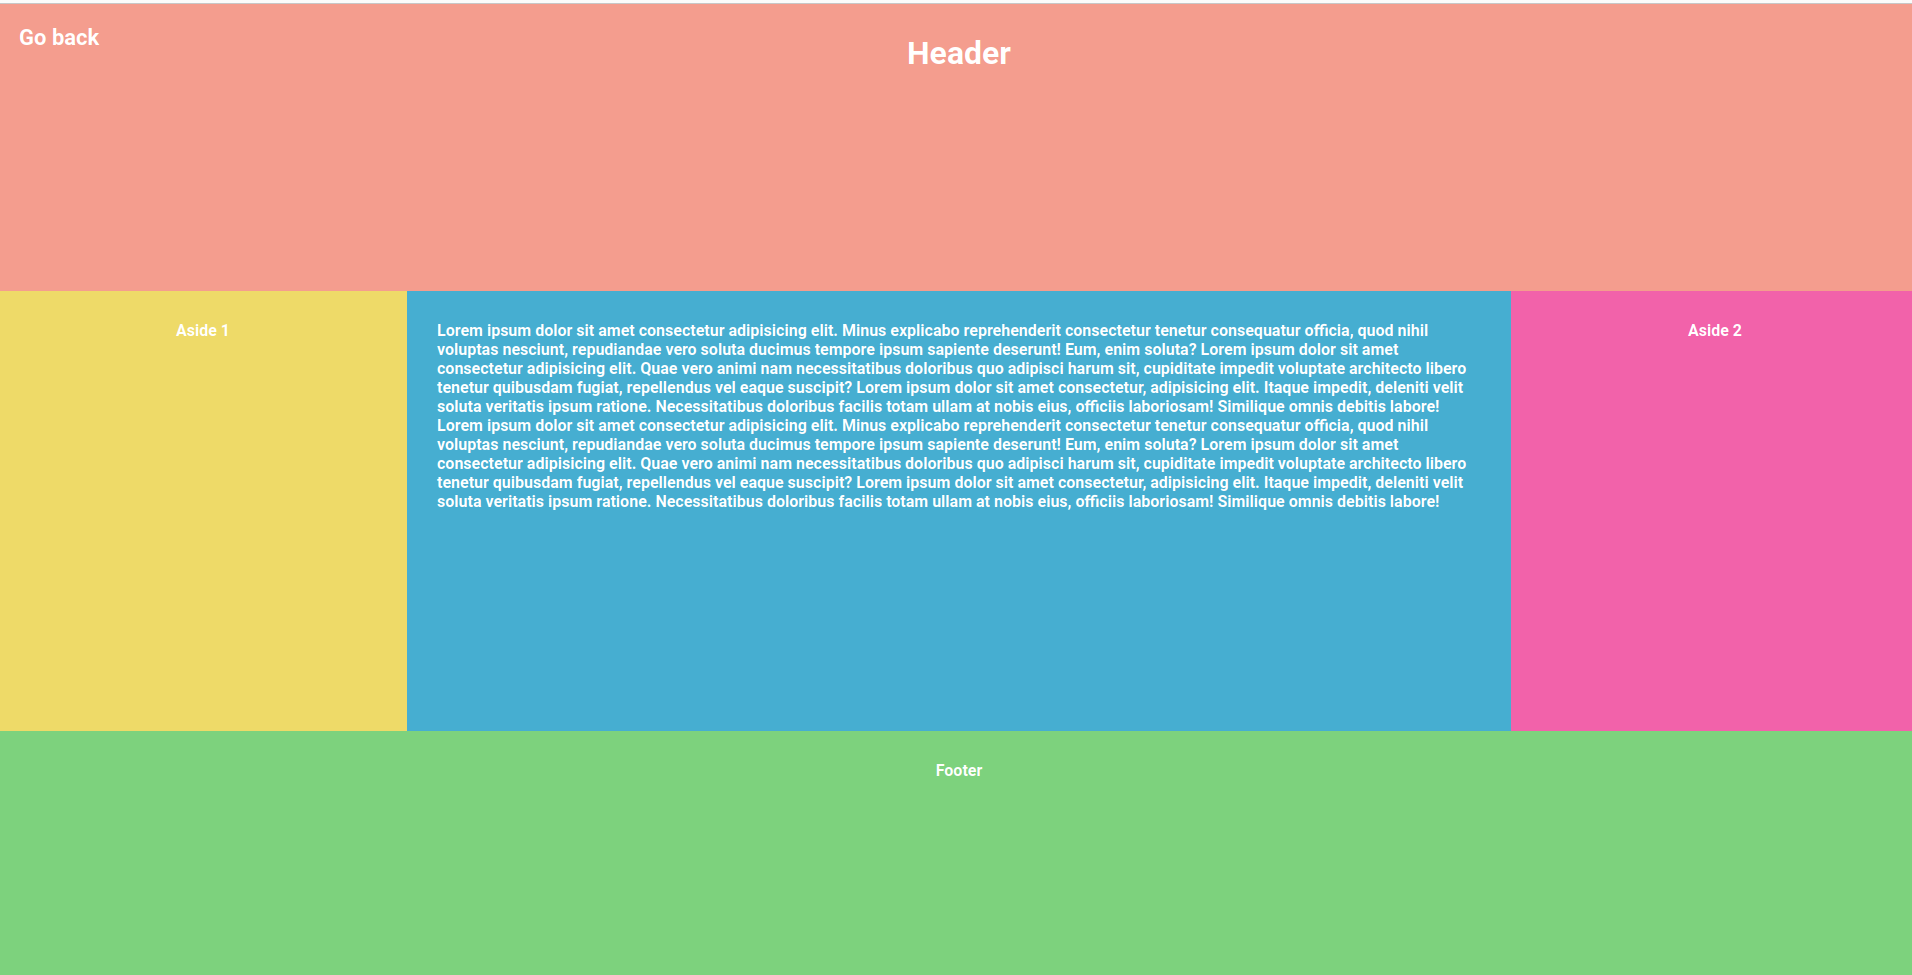 Go back
Header
Aside 1
Lorem ipsum dolor sit amet consectetur adipisicing elit. Minus explicabo reprehenderit consectetur tenetur consequatur officia, quod nihil
voluptas nesciunt, repudiandae vero soluta ducimus tempore ipsum sapiente deserunt! Eum, enim soluta? Lorem ipsum dolor sit amet
consectetur adipisicing elit. Quae vero animi nam necessitatibus doloribus quo adipisci harum sit, cupiditate impedit voluptate architecto libero
tenetur quibusdam fugiat, repellendus vel eaque suscipit? Lorem ipsum dolor sit amet consectetur, adipisicing elit. Itaque impedit, deleniti velit
soluta veritatis ipsum ratione. Necessitatibus doloribus facilis totam ullam at nobis eius, officiis laboriosam! Similique omnis debitis labore!
Lorem ipsum dolor sit amet consectetur adipisicing elit. Minus explicabo reprehenderit consectetur tenetur consequatur officia, quod nihil
voluptas nesciunt, repudiandae vero soluta ducimus tempore ipsum sapiente deserunt! Eum, enim soluta? Lorem ipsum dolor sit amet
consectetur adipisicing elit. Quae vero animi nam necessitatibus doloribus quo adipisci harum sit, cupiditate impedit voluptate architecto libero
tenetur quibusdam fugiat, repellendus vel eaque suscipit? Lorem ipsum dolor sit amet consectetur, adipisicing elit. Itaque impedit, deleniti velit
soluta veritatis ipsum ratione. Necessitatibus doloribus facilis totam ullam at nobis eius, officiis laboriosam! Similique omnis debitis labore!
Aside 2
Footer